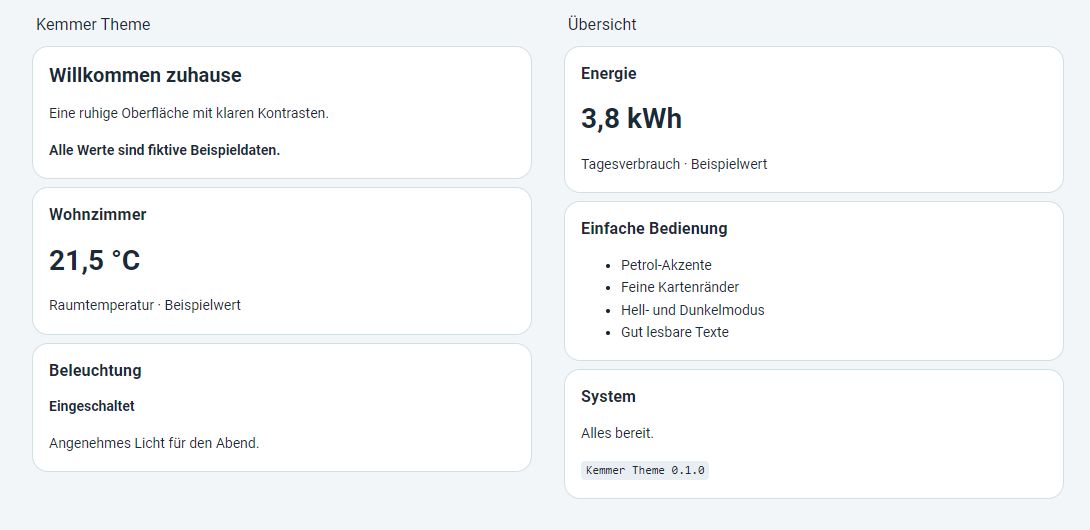 Kemmer Theme
Willkommen zuhause
Eine ruhige Oberfläche mit klaren Kontrasten.
Alle Werte sind fiktive Beispieldaten.
Wohnzimmer
21,5 °C
Raumtemperatur · Beispielwert
Beleuchtung
Eingeschaltet
Angenehmes Licht für den Abend.
Übersicht
Energie
3,8 kWh
Tagesverbrauch · Beispielwert
Einfache Bedienung
• Petrol-Akzente
• Feine Kartenränder
• Hell- und Dunkelmodus
• Gut lesbare Texte
System
Alles bereit.
Kemmer Theme 0.1.0